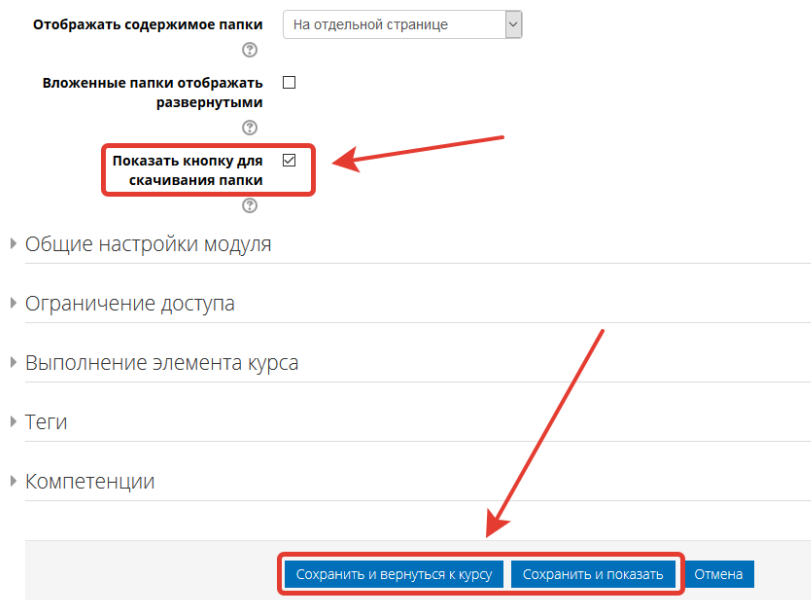 Отображать содержимое папки
На отдельной странице
Вложенные папки отображать
развернутыми
Показать кнопку для
скачивания папки
Общие настройки модуля
Ограничение доступа
Выполнение элемента курса
Теги
Компетенции
Сохранить и вернуться к курсу Сохранить и показать Отмена